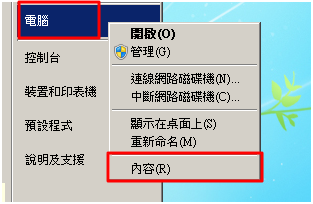 電腦
控制台
裝置和印表機
預設程式
說明及支援
開啟(O)
管理(G)
連線網路磁碟機(N)...
中斷網路磁碟機(C)...
顯示在桌面上(S)
重新命名(M)
內容(R)